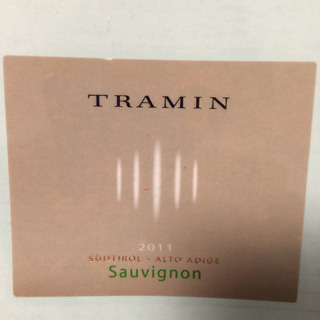 TRAMIN
2011
SÜDTIROL - ALTO ADIGE
Sauvignon